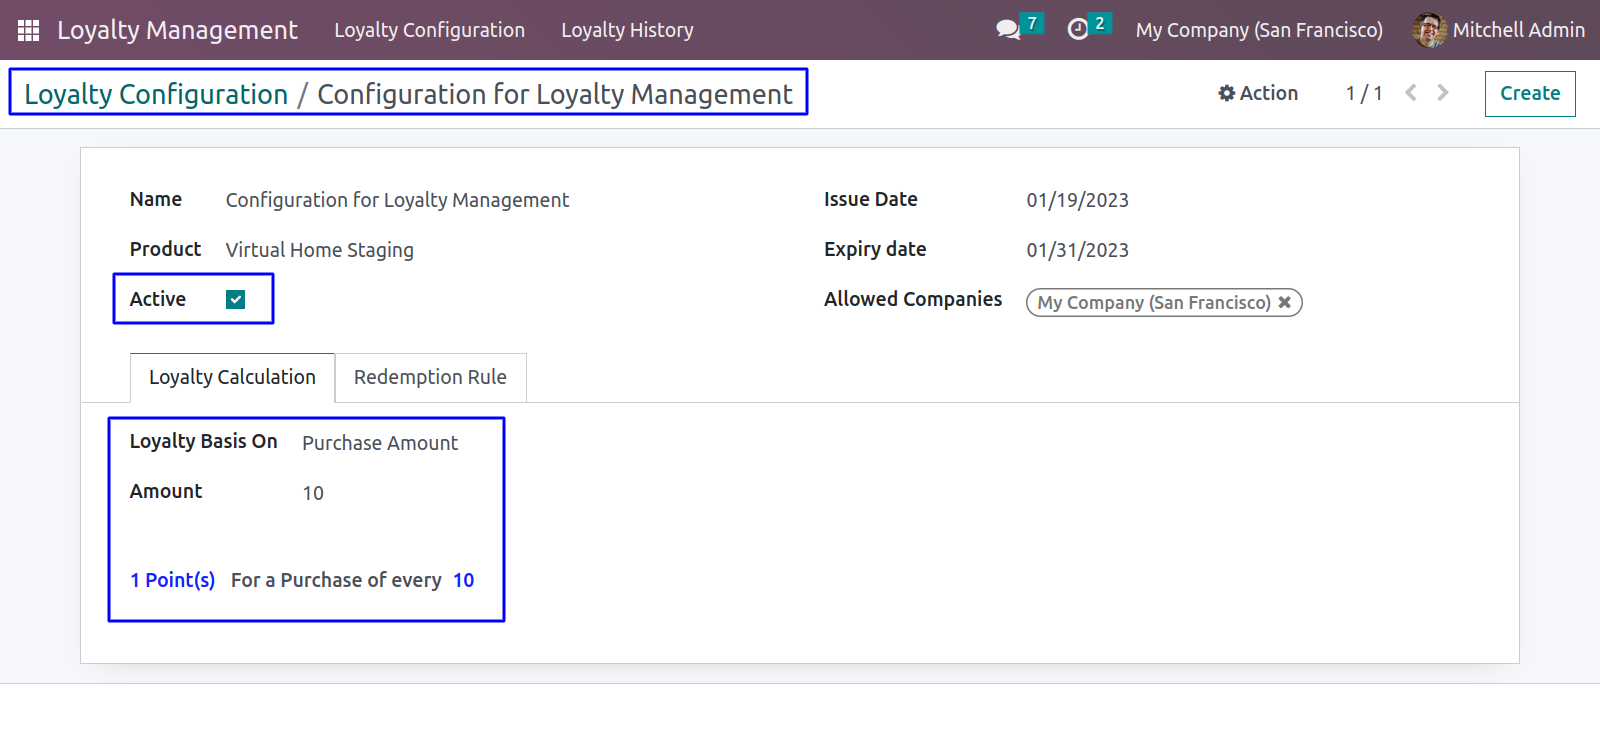 Loyalty Management Loyalty Configuration Loyalty History 7 2 My Company (San Francisco) Mitchell Admin
Loyalty Configuration / Configuration for Loyalty Management Action 1 / 1 Create
Name Configuration for Loyalty Management Issue Date 01/19/2023
Product Virtual Home Staging Expiry date 01/31/2023
Active Allowed Companies My Company (San Francisco)
Loyalty Calculation Redemption Rule
Loyalty Basis On Purchase Amount
Amount 10
1 Point(s) For a Purchase of every 10